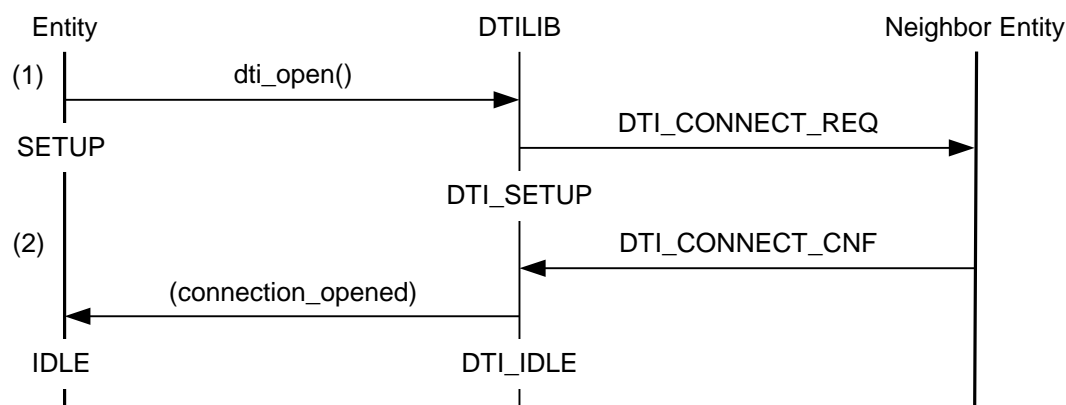 Entity
DTILIB
Neighbor Entity
(1)
dti_open()
DTI_CONNECT_REQ
SETUP
DTI_SETUP
(2)
DTI_CONNECT_CNF
(connection_opened)
IDLE
DTI_IDLE